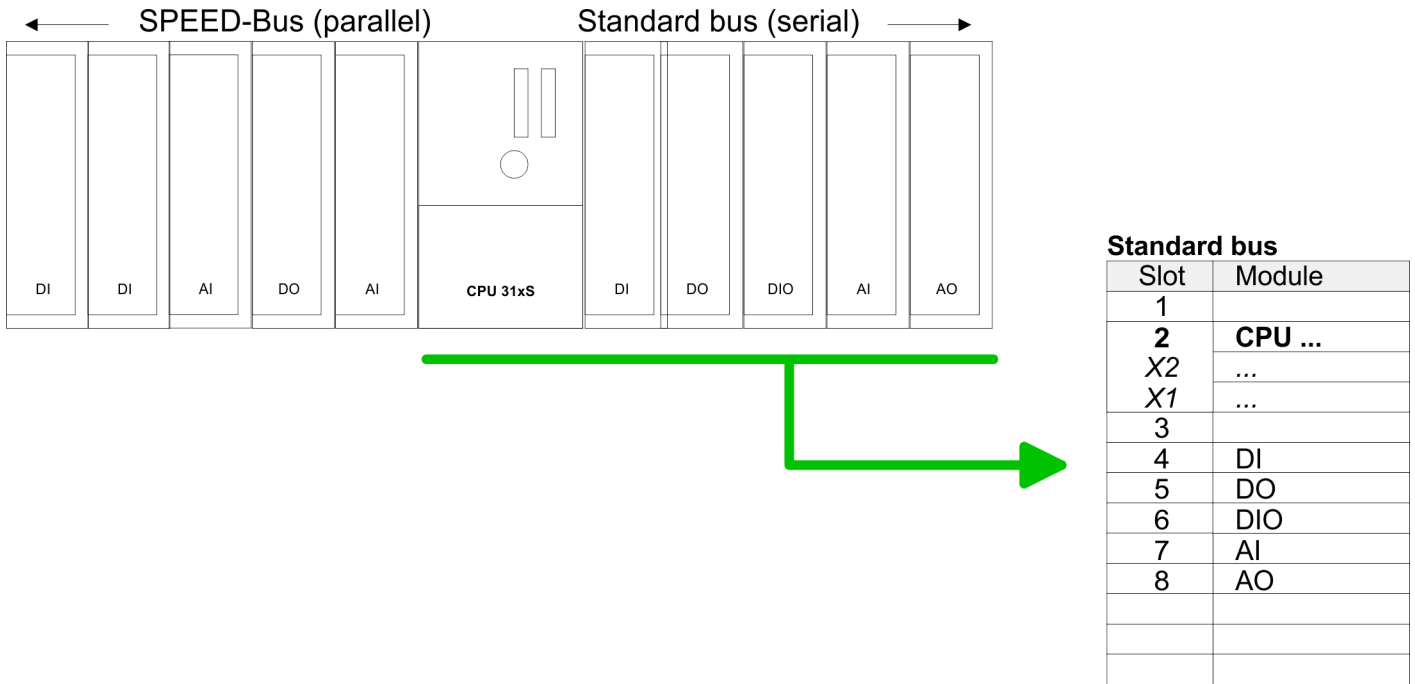 SPEED-Bus (parallel) Standard bus (serial)
DI DI AI DO AI CPU 31xS DI DO DIO AI AO
Standard bus
Slot Module
1
2 CPU ...
X2 ...
X1 ...
3
4 DI
5 DO
6 DIO
7 AI
8 AO